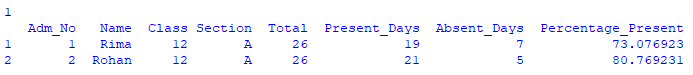 1
Adm_No Name Class Section Total Present_Days Absent_Days Percentage_Present
1 1 Rima 12 A 26 19 7 73.076923
2 2 Rohan 12 A 26 21 5 80.769231